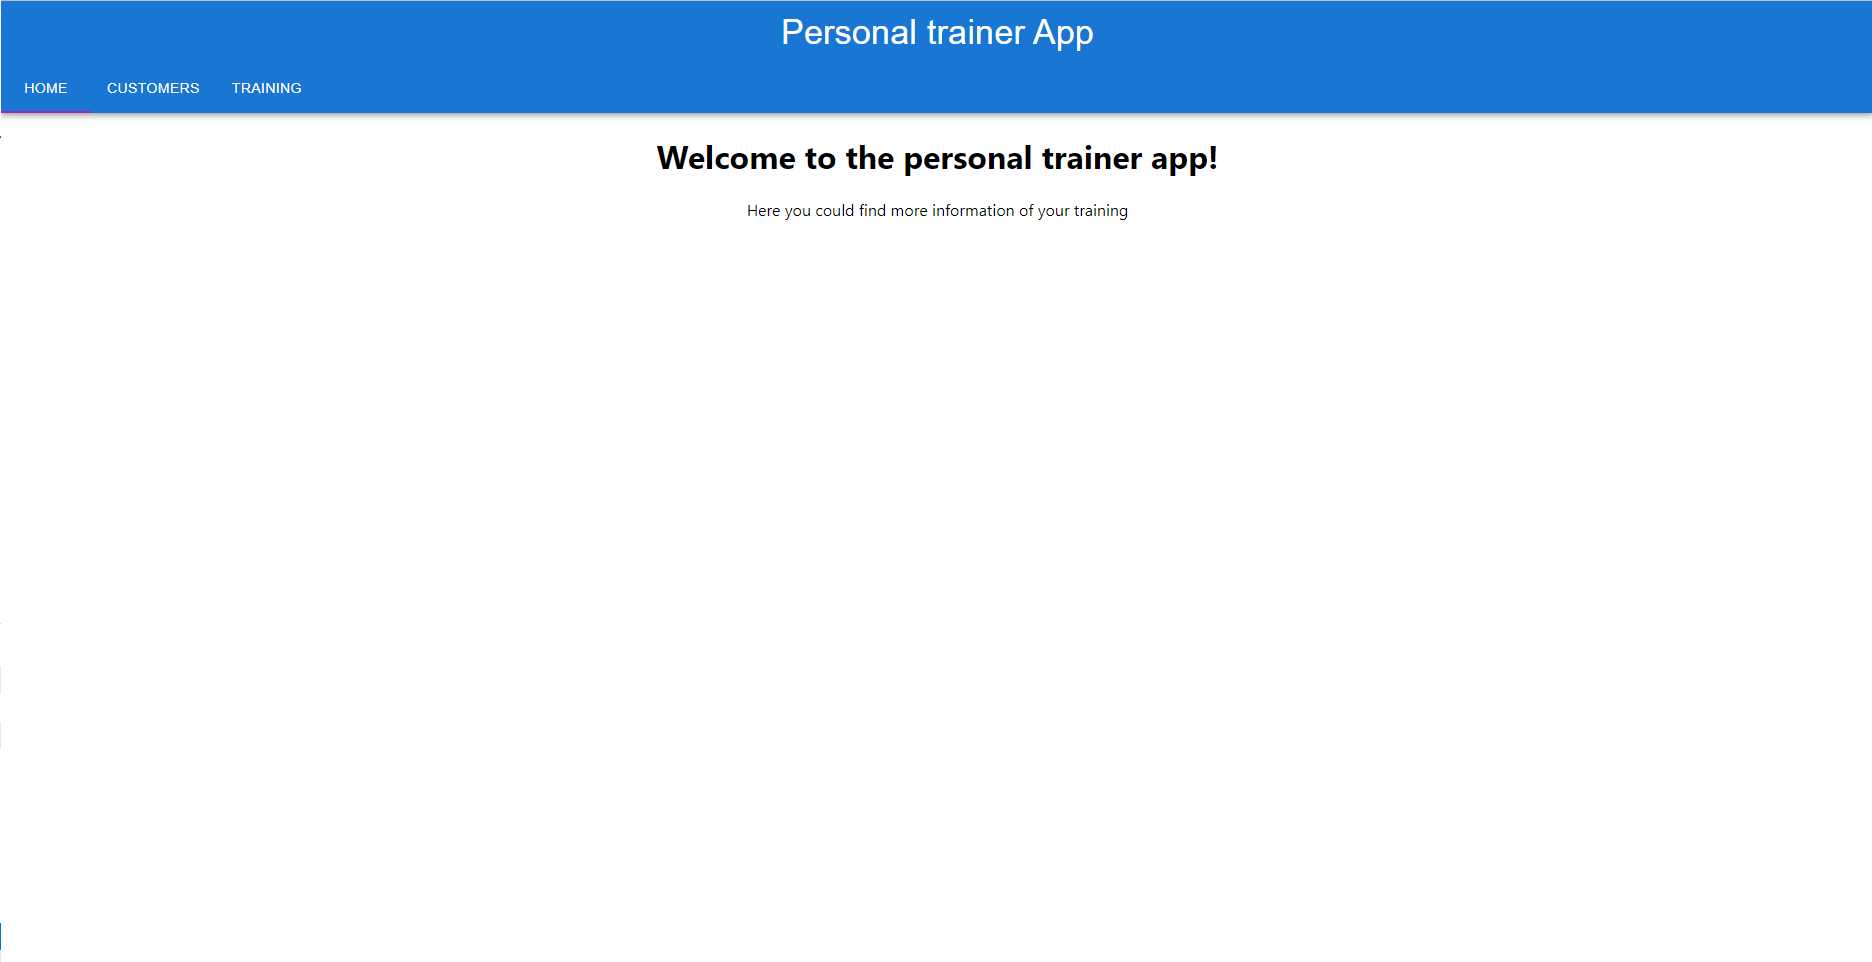 Personal trainer App
HOME CUSTOMERS TRAINING
Welcome to the personal trainer app!
Here you could find more information of your training